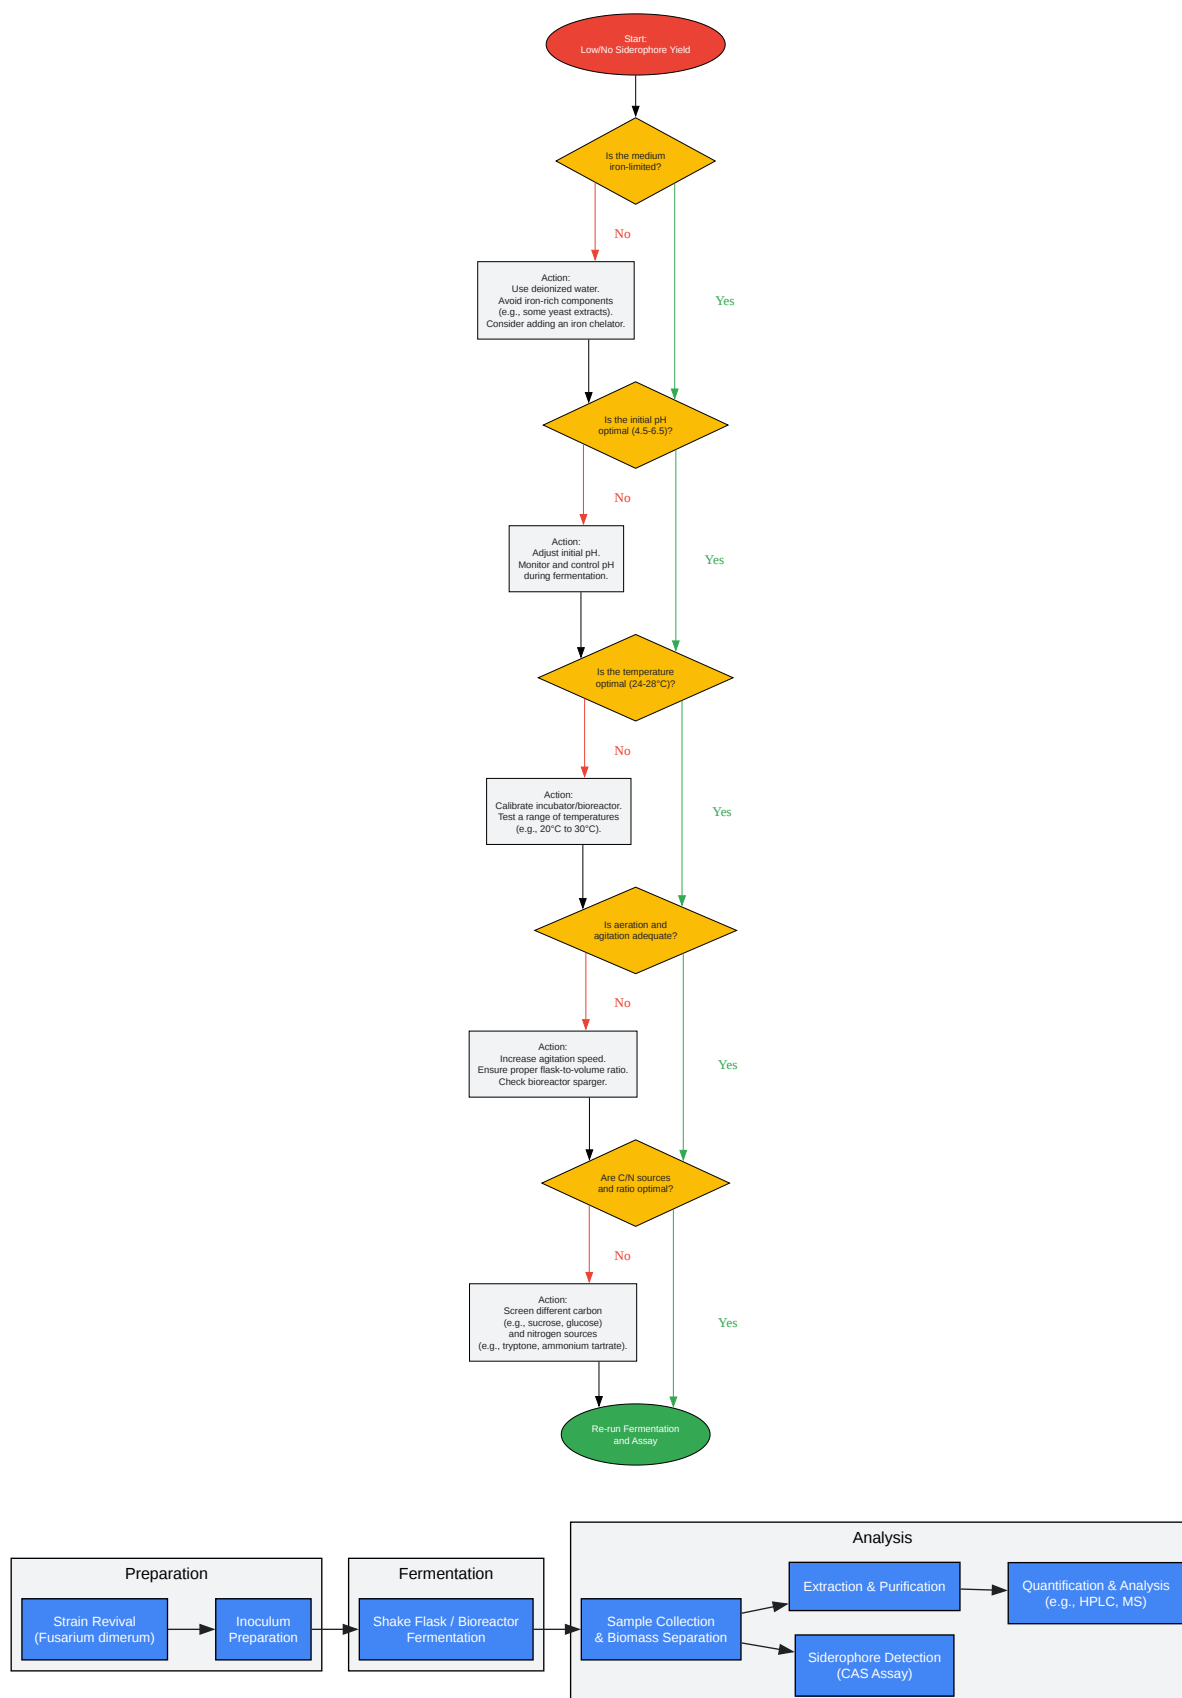 Start:
Low/No Siderophore Yield
Is the medium
iron-limited?
No
Yes
Action:
Use deionized water.
Avoid iron-rich components
(e.g., some yeast extracts).
Consider adding an iron chelator.
Is the initial pH
optimal (4.5-6.5)?
No
Yes
Action:
Adjust initial pH.
Monitor and control pH
during fermentation.
Is the temperature
optimal (24-28°C)?
No
Yes
Action:
Calibrate incubator/bioreactor.
Test a range of temperatures
(e.g., 20°C to 30°C).
Is aeration and
agitation adequate?
No
Yes
Action:
Increase agitation speed.
Ensure proper flask-to-volume ratio.
Check bioreactor sparger.
Are C/N sources
and ratio optimal?
No
Yes
Action:
Screen different carbon
(e.g., sucrose, glucose)
and nitrogen sources
(e.g., tryptone, ammonium tartrate).
Re-run Fermentation
and Assay
Preparation
Strain Revival
(Fusarium dimerum)
Inoculum
Preparation
Fermentation
Shake Flask / Bioreactor
Fermentation
Analysis
Sample Collection
& Biomass Separation
Extraction & Purification
Quantification & Analysis
(e.g., HPLC, MS)
Siderophore Detection
(CAS Assay)